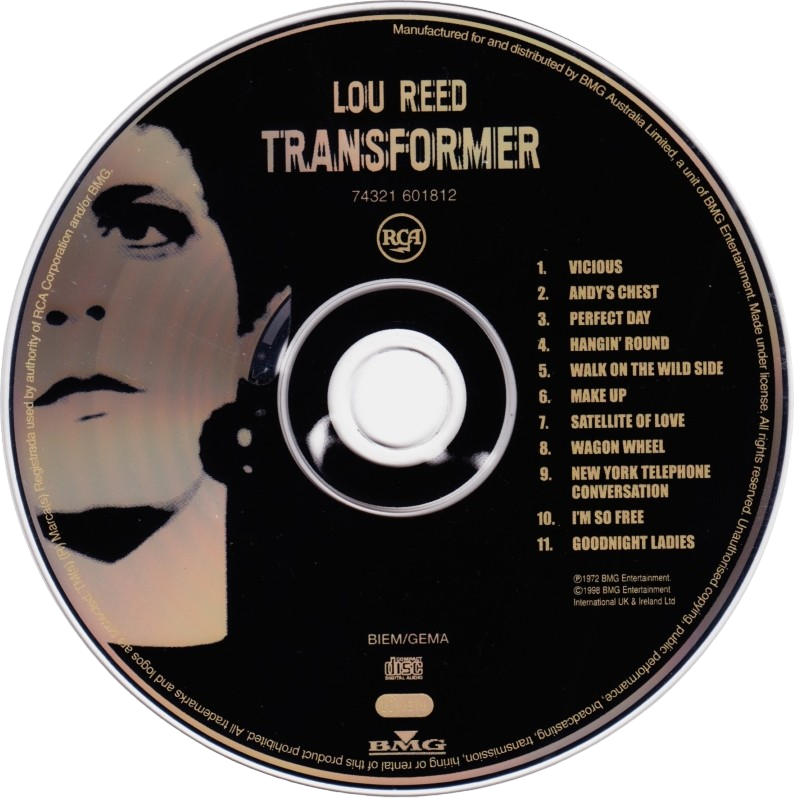 LOU REED
TRANSFORMER
74321 601812
RCA
1. VICIOUS
2. ANDY'S CHEST
3. PERFECT DAY
4. HANGIN' ROUND
5. WALK ON THE WILD SIDE
6. MAKE UP
7. SATELLITE OF LOVE
8. WAGON WHEEL
9. NEW YORK TELEPHONE
CONVERSATION
10. I'M SO FREE
11. GOODNIGHT LADIES
℗1972 BMG Entertainment.
©1998 BMG Entertainment
International UK & Ireland Ltd
BIEM/GEMA
COMPACT
disc
DIGITAL AUDIO
BMG
Manufactured for and distributed by BMG Australia Limited, a unit of BMG Entertainment. Made under license. All rights reserved. Unauthorised copying, public performance, broadcasting, transmission, hiring or rental of this product prohibited. All trademarks and logos are protected. TM(s) (R) Marca(s) Registrada used by authority of RCA Corporation and/or BMG.